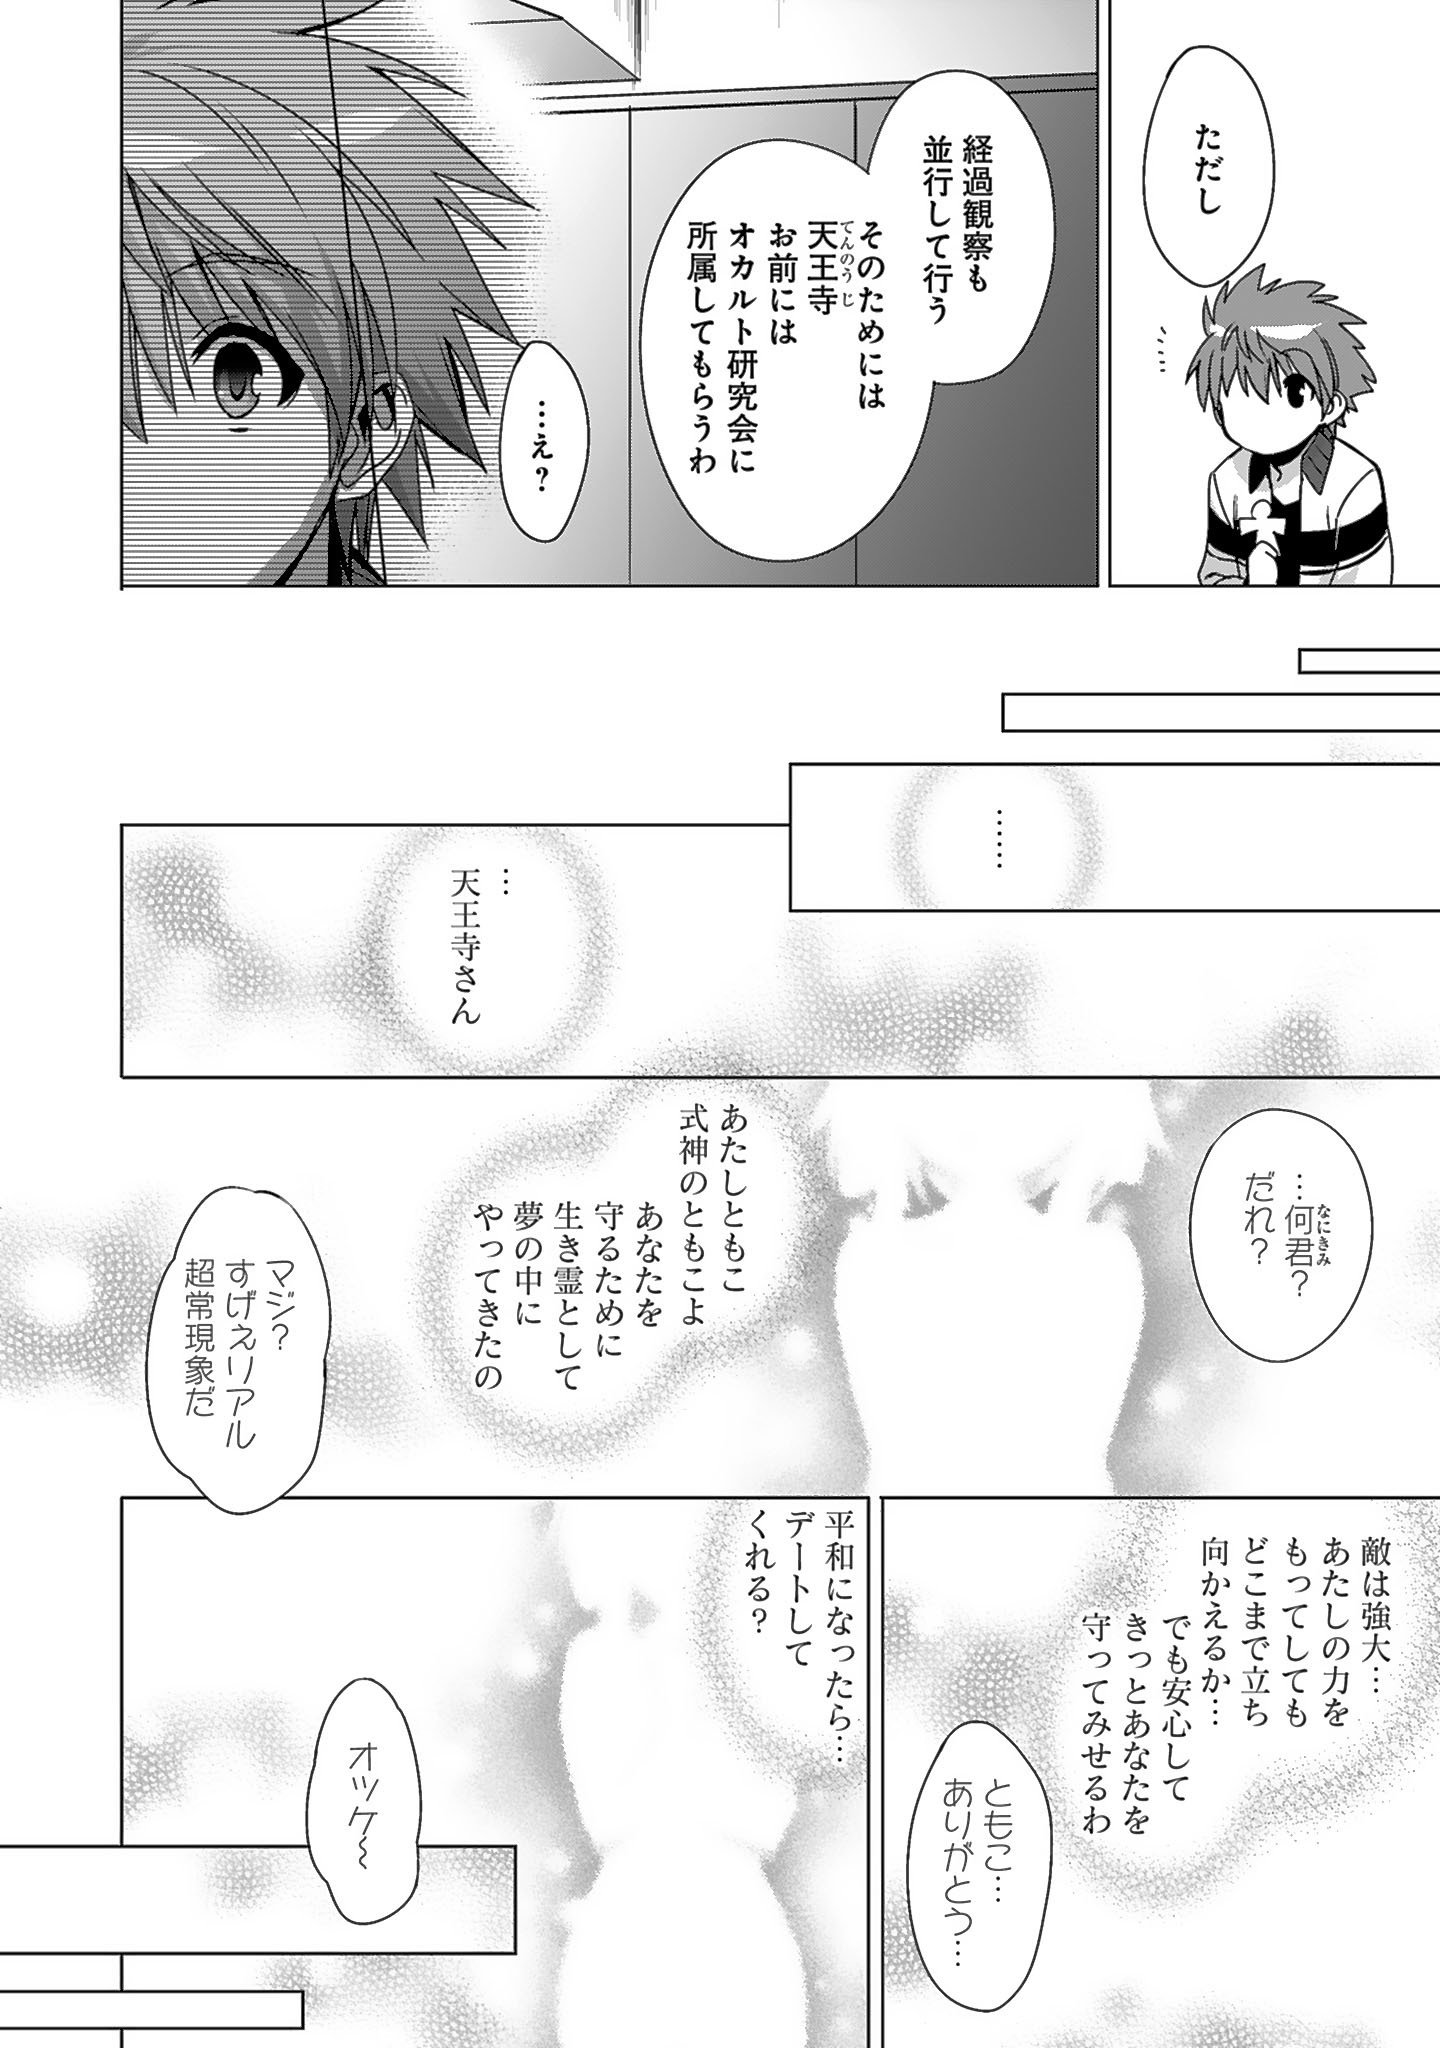 ただし
経過観察も
並行して行う
そのためには
天王寺
てんのうじ
お前には
オカルト研究会に
所属してもらうわ
…え?
……
…
天王寺さん
…何君?
なにきみ
だれ?
あたしともこ
式神のともこよ
あなたを
守るために
生き霊として
夢の中に
やってきたの
マジ?
すげぇリアル
超常現象だ
敵は強大…
あたしの力を
もってしても
どこまで立ち
向かえるか…
でも安心して
きっとあなたを
守ってみせるわ
ともこ…
ありがとう…
平和になったら…
デートして
くれる?
オッケ〜